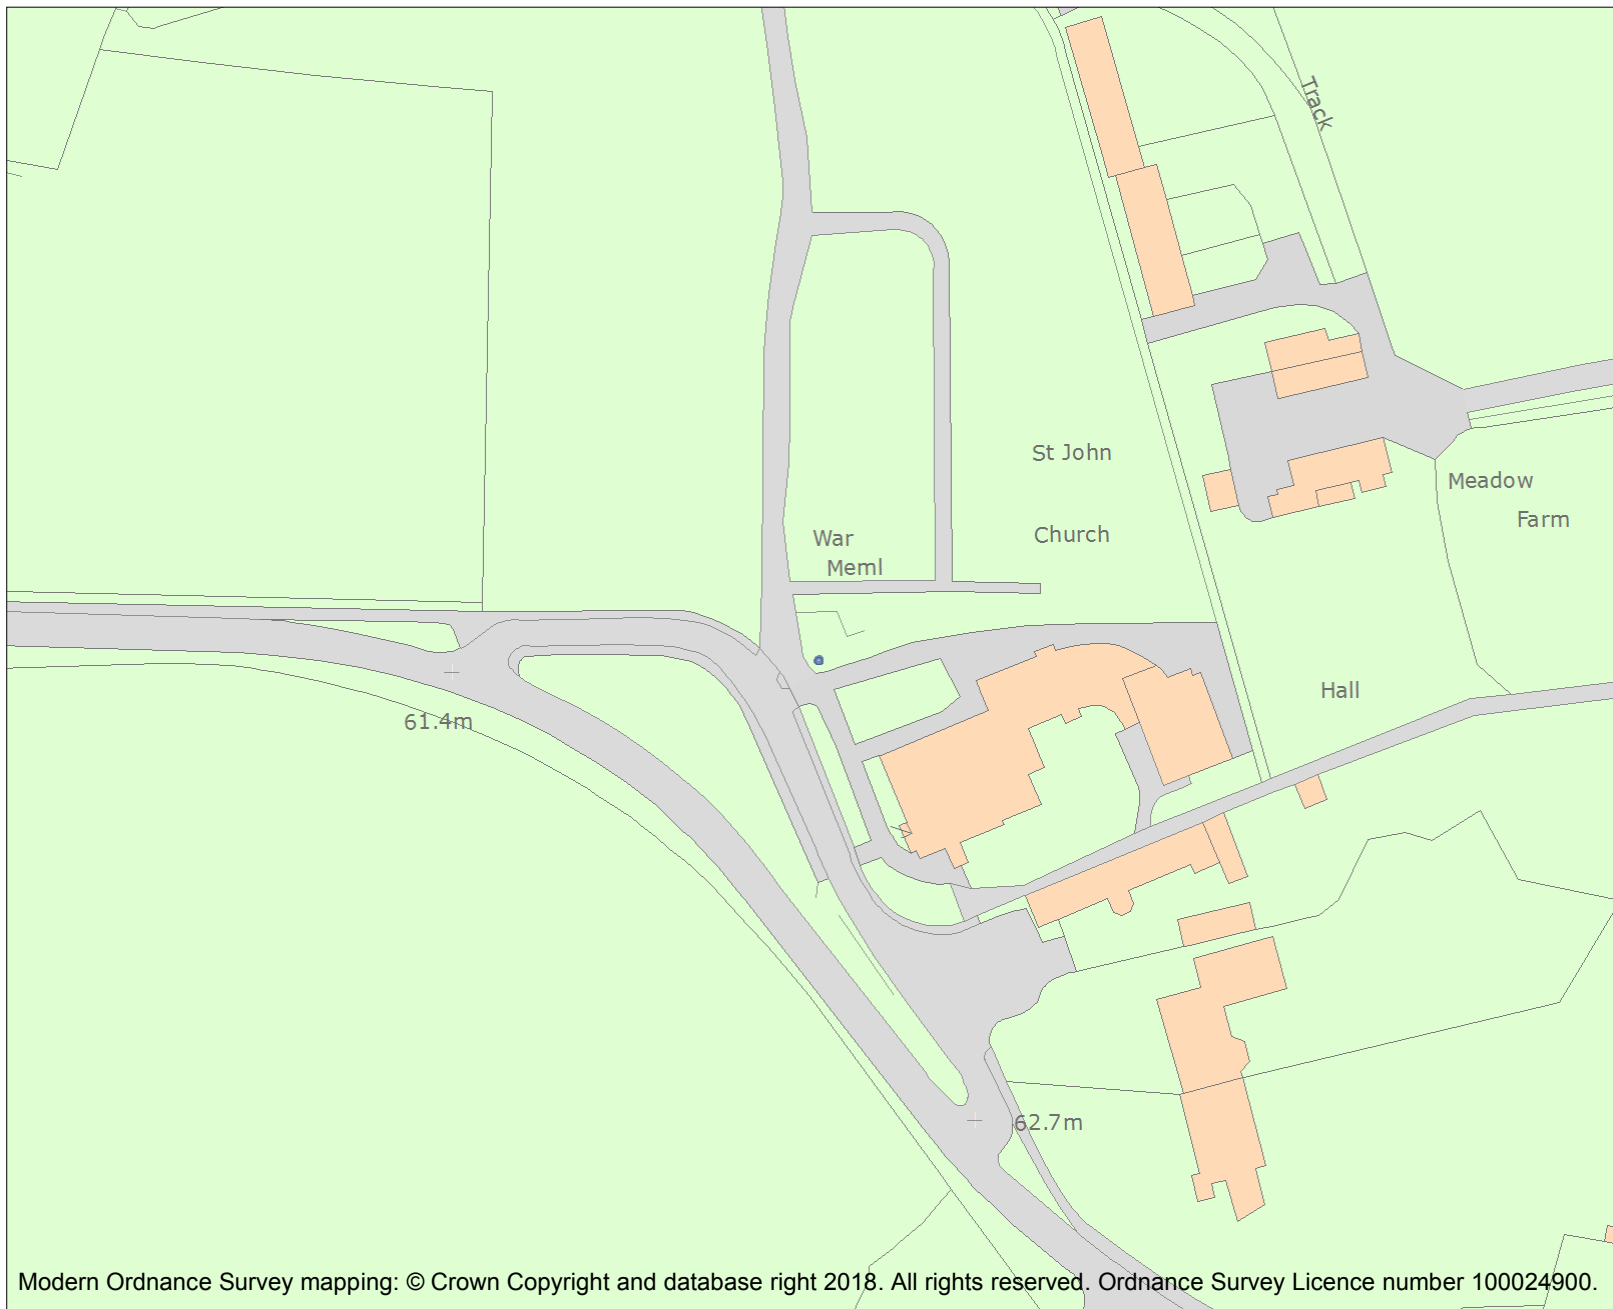 Track
St John
Church
Meadow
Farm
War
Meml
Hall
61.4m
62.7m
Modern Ordnance Survey mapping: © Crown Copyright and database right 2018. All rights reserved. Ordnance Survey Licence number 100024900.